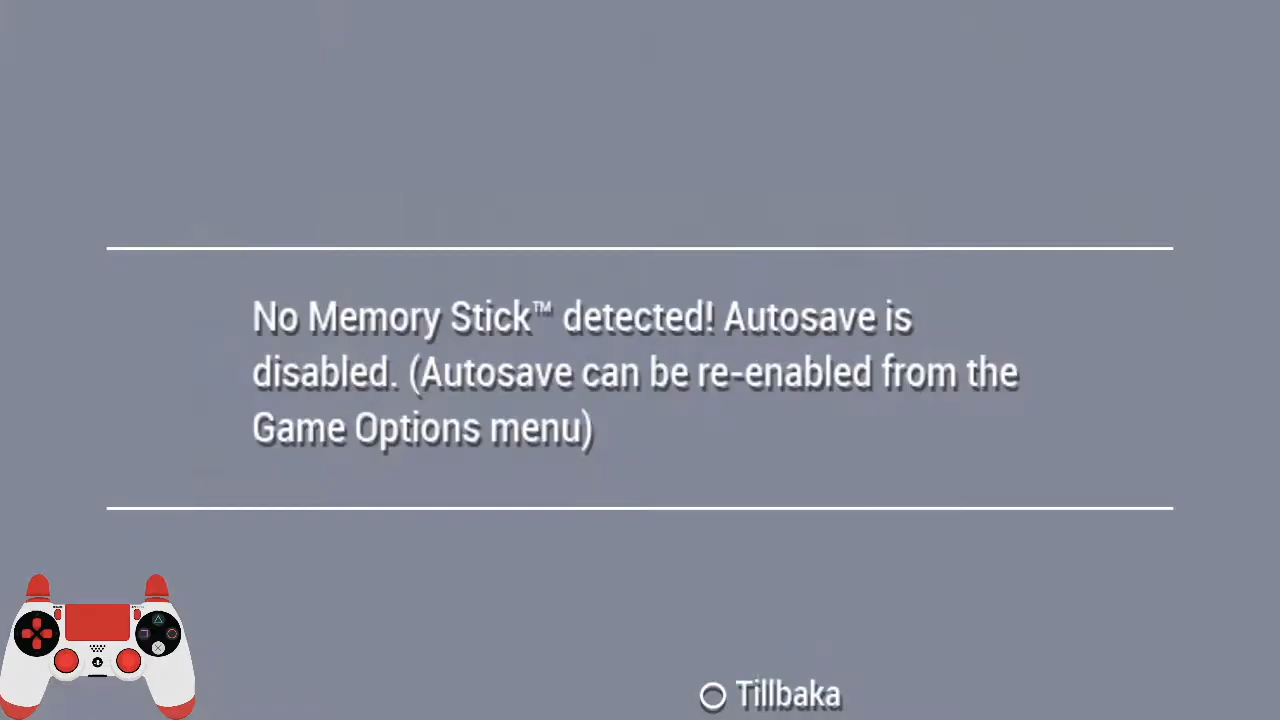 No Memory Stick™ detected! Autosave is
disabled. (Autosave can be re-enabled from the
Game Options menu)
Tillbaka